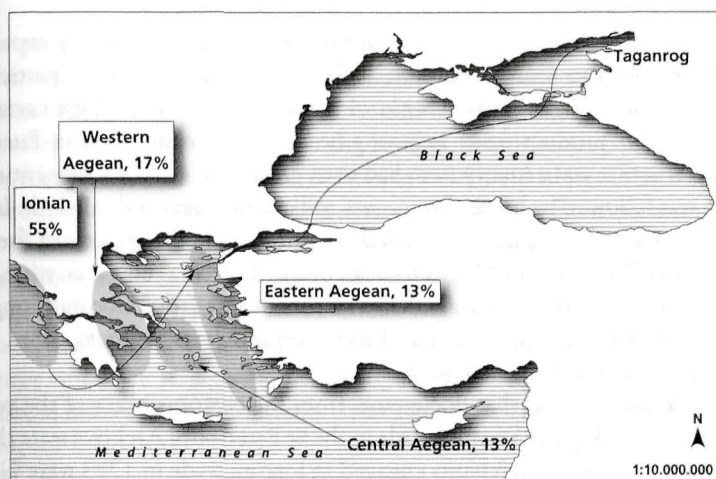 Taganrog
Western
Aegean, 17%
Black Sea
Ionian
55%
Eastern Aegean, 13%
Central Aegean, 13%
Mediterranean Sea
N
1:10.000.000